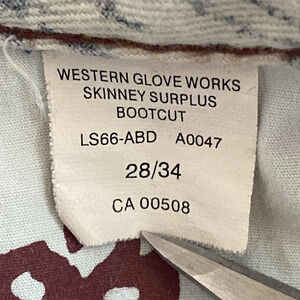 WESTERN GLOVE WORKS
SKINNEY SURPLUS
BOOTCUT
LS66-ABD A0047
28/34
CA 00508